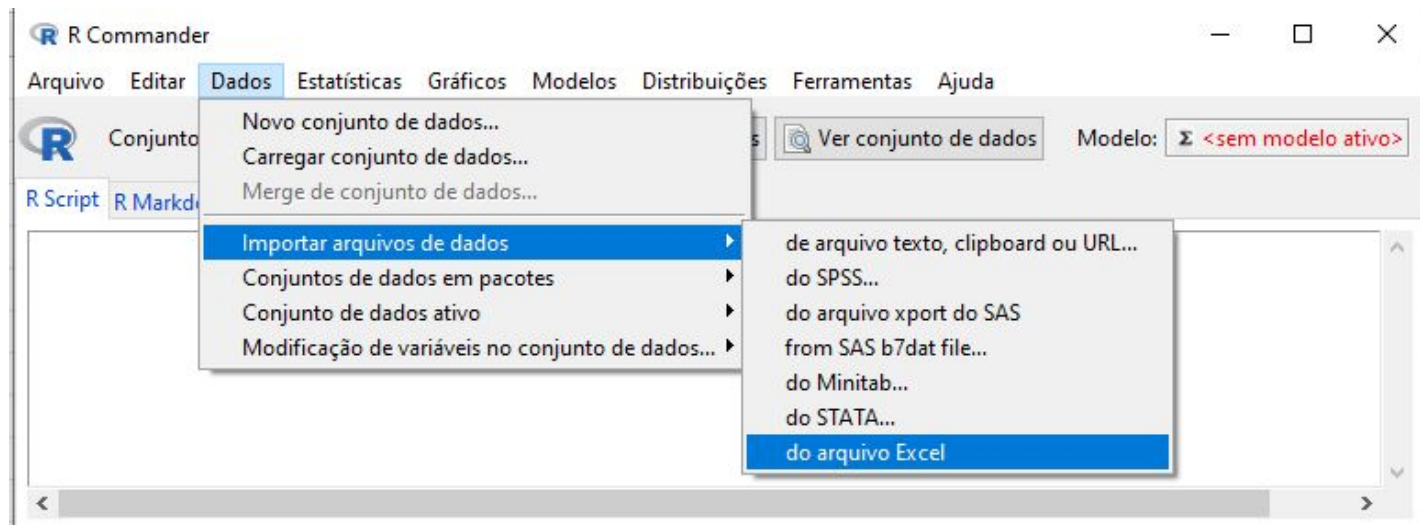 R Commander
Arquivo Editar Dados Estatísticas Gráficos Modelos Distribuições Ferramentas Ajuda
Conjunto Ver conjunto de dados Modelo: Σ <sem modelo ativo>
R Script R Markd
Novo conjunto de dados...
Carregar conjunto de dados...
Merge de conjunto de dados...
Importar arquivos de dados
Conjuntos de dados em pacotes
Conjunto de dados ativo
Modificação de variáveis no conjunto de dados...
de arquivo texto, clipboard ou URL...
do SPSS...
do arquivo xport do SAS
from SAS b7dat file...
do Minitab...
do STATA...
do arquivo Excel